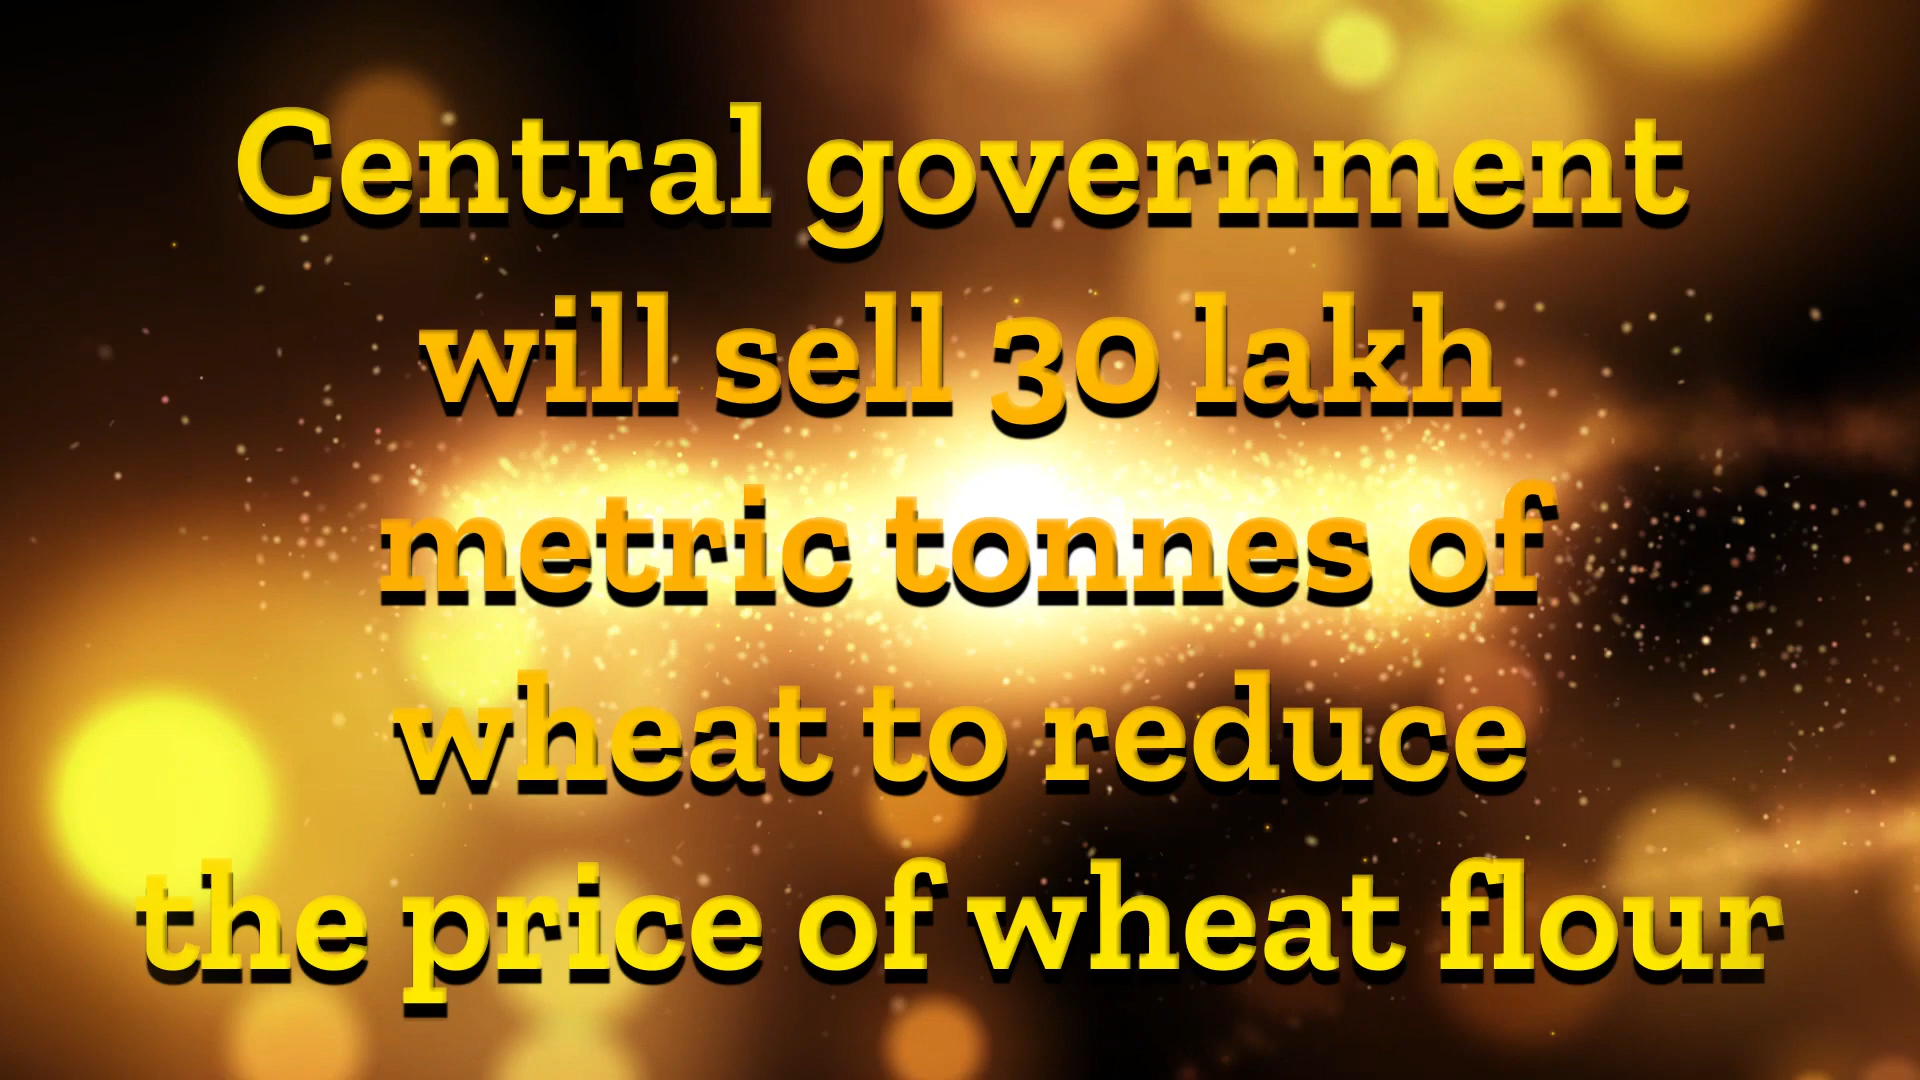 Central government
will sell 30 lakh
metric tonnes of
wheat to reduce
the price of wheat flour